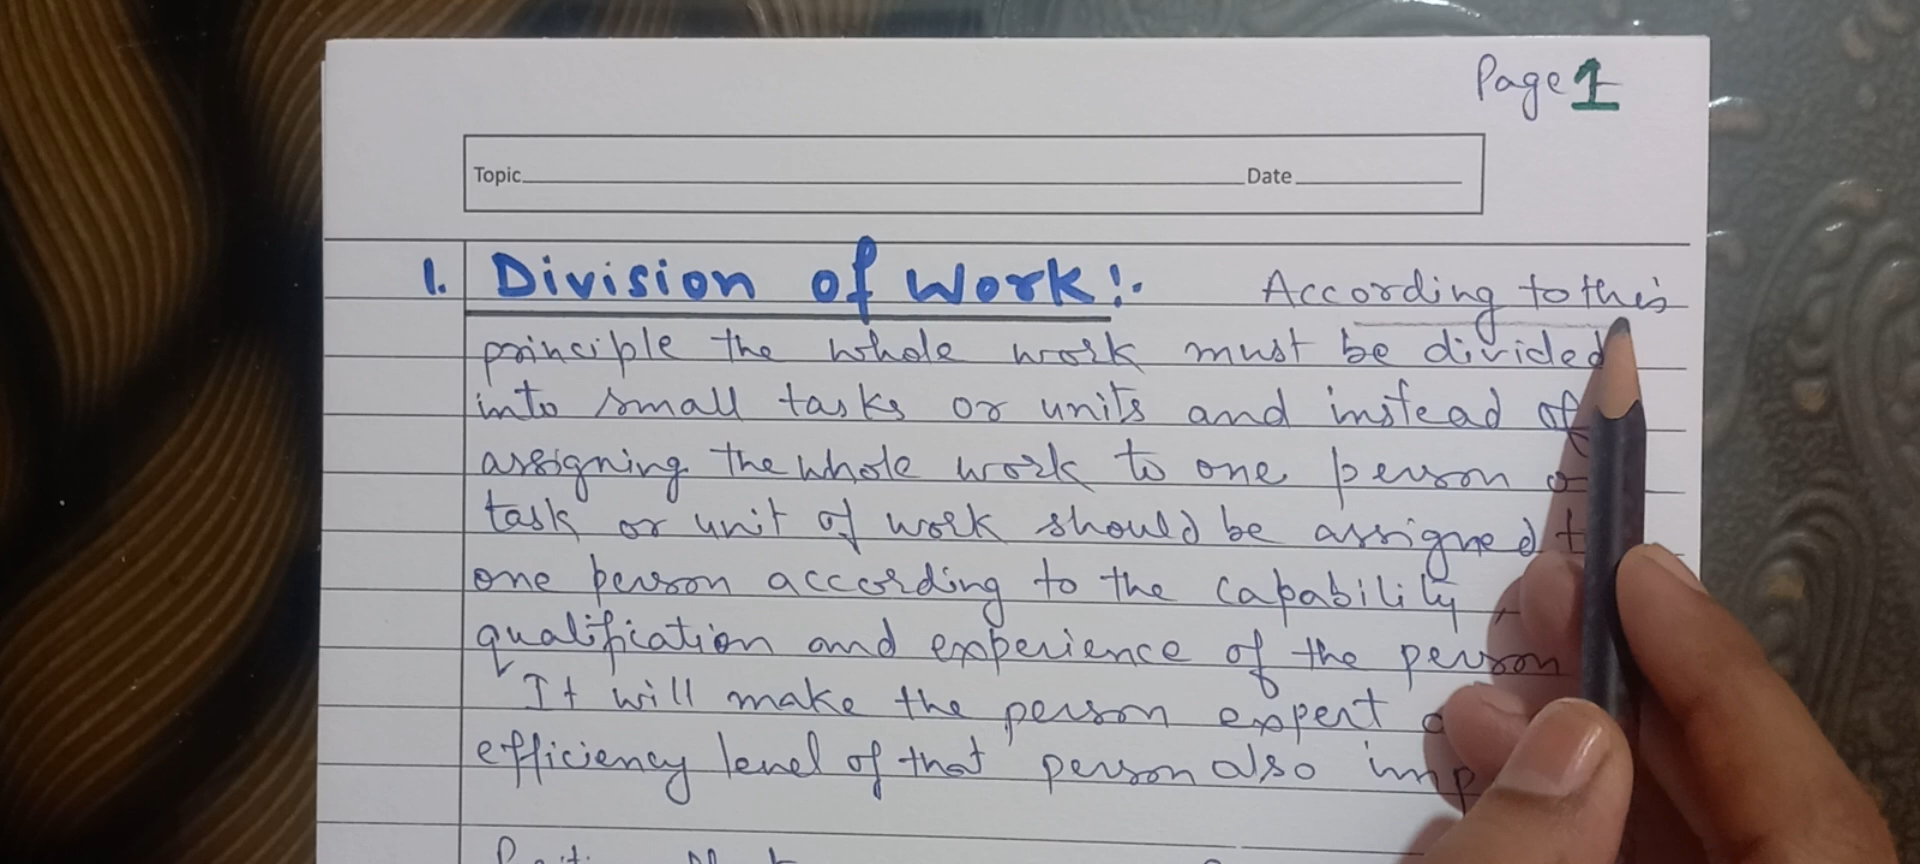 Page 1
Topic Date
1. Division of Work:- According to this
principle the whole work must be divided
into small tasks or units and instead of
assigning the whole work to one person
task or unit of work should be assigned
one person according to the capability,
qualification and experience of the person
It will make the person expert
efficiency level of that person also